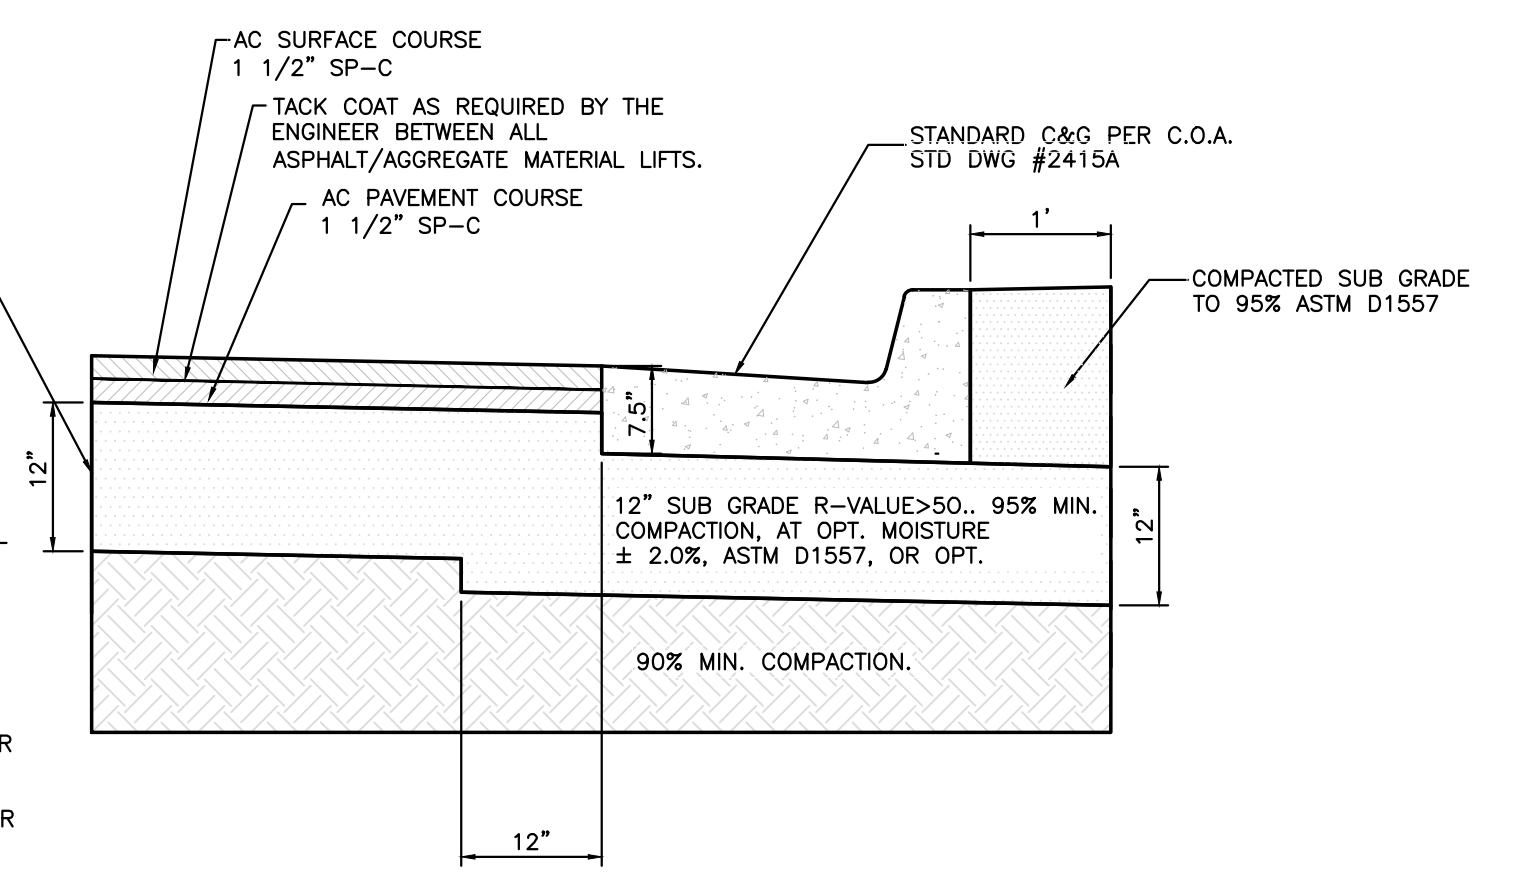 AC SURFACE COURSE
1 1/2" SP-C
TACK COAT AS REQUIRED BY THE
ENGINEER BETWEEN ALL
ASPHALT/AGGREGATE MATERIAL LIFTS.
AC PAVEMENT COURSE
1 1/2" SP-C
STANDARD C&G PER C.O.A.
STD DWG #2415A
1'
COMPACTED SUB GRADE
TO 95% ASTM D1557
7.5"
12"
12" SUB GRADE R-VALUE>50.. 95% MIN.
COMPACTION, AT OPT. MOISTURE
± 2.0%, ASTM D1557, OR OPT.
12"
90% MIN. COMPACTION.
R
R
12"